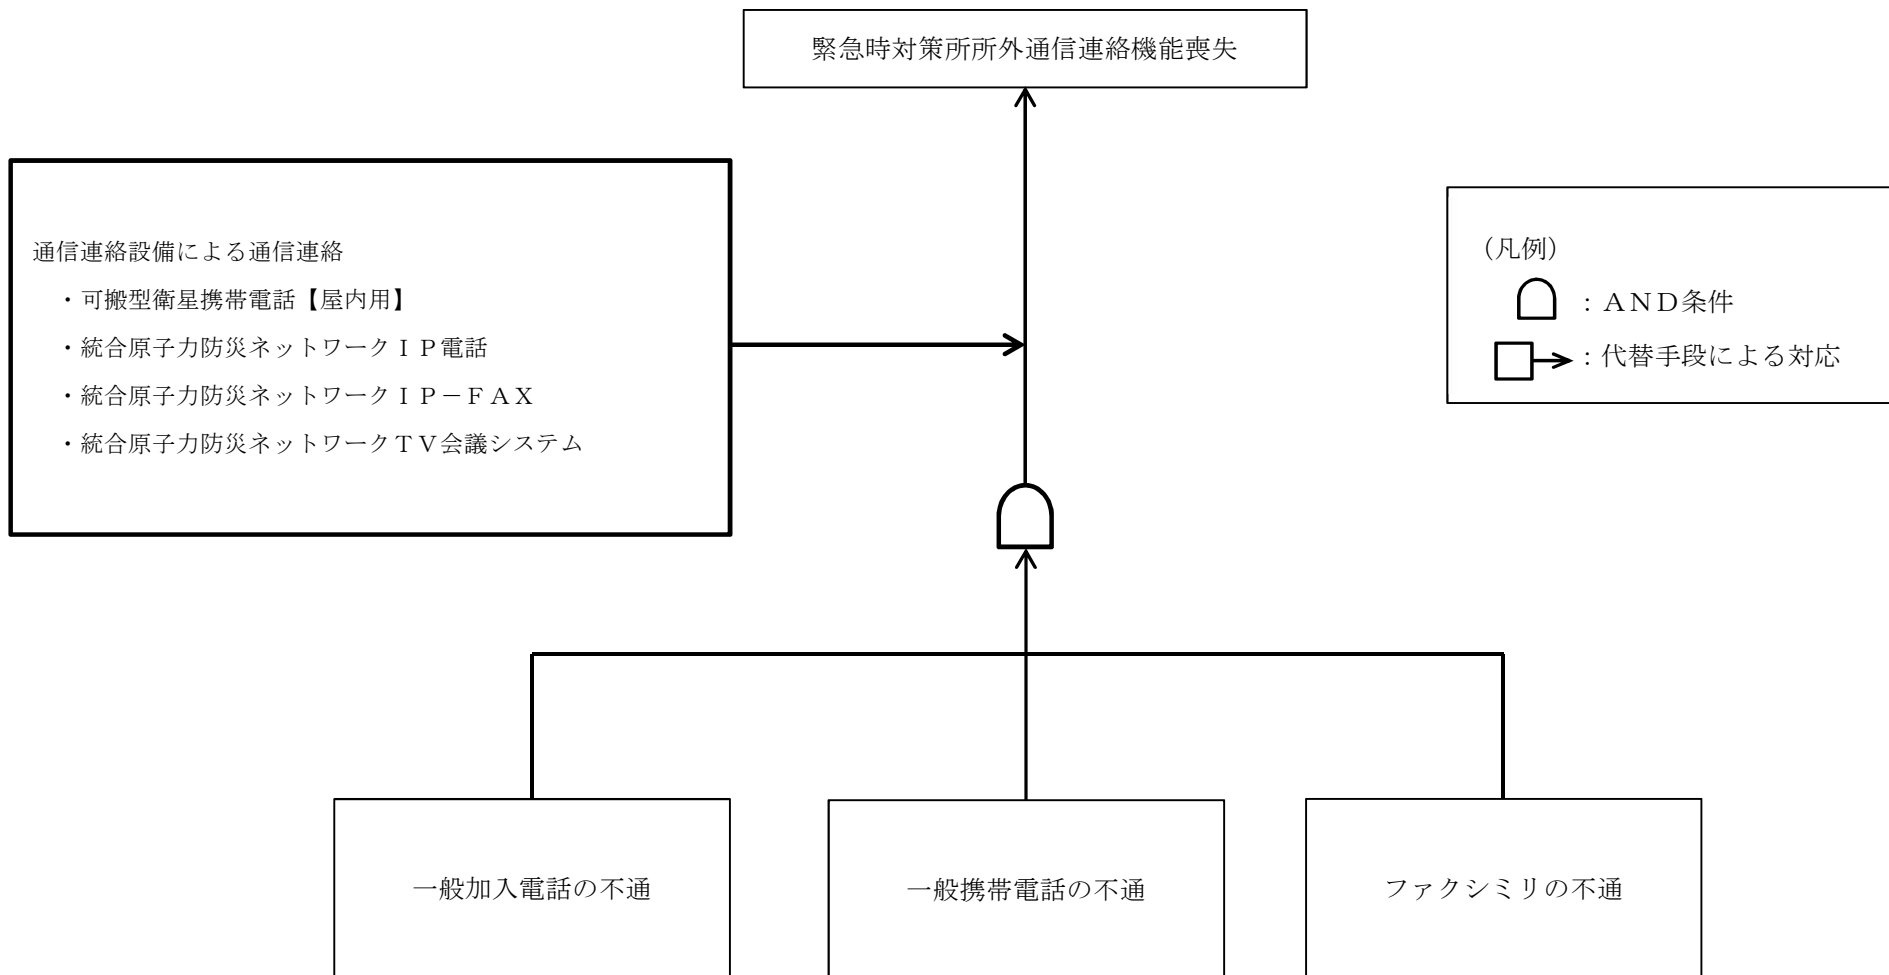 緊急時対策所所外通信連絡機能喪失
通信連絡設備による通信連絡
・可搬型衛星携帯電話【屋内用】
・統合原子力防災ネットワークＩＰ電話
・統合原子力防災ネットワークＩＰ－ＦＡＸ
・統合原子力防災ネットワークＴＶ会議システム
（凡例）
：ＡＮＤ条件
：代替手段による対応
一般加入電話の不通
一般携帯電話の不通
ファクシミリの不通